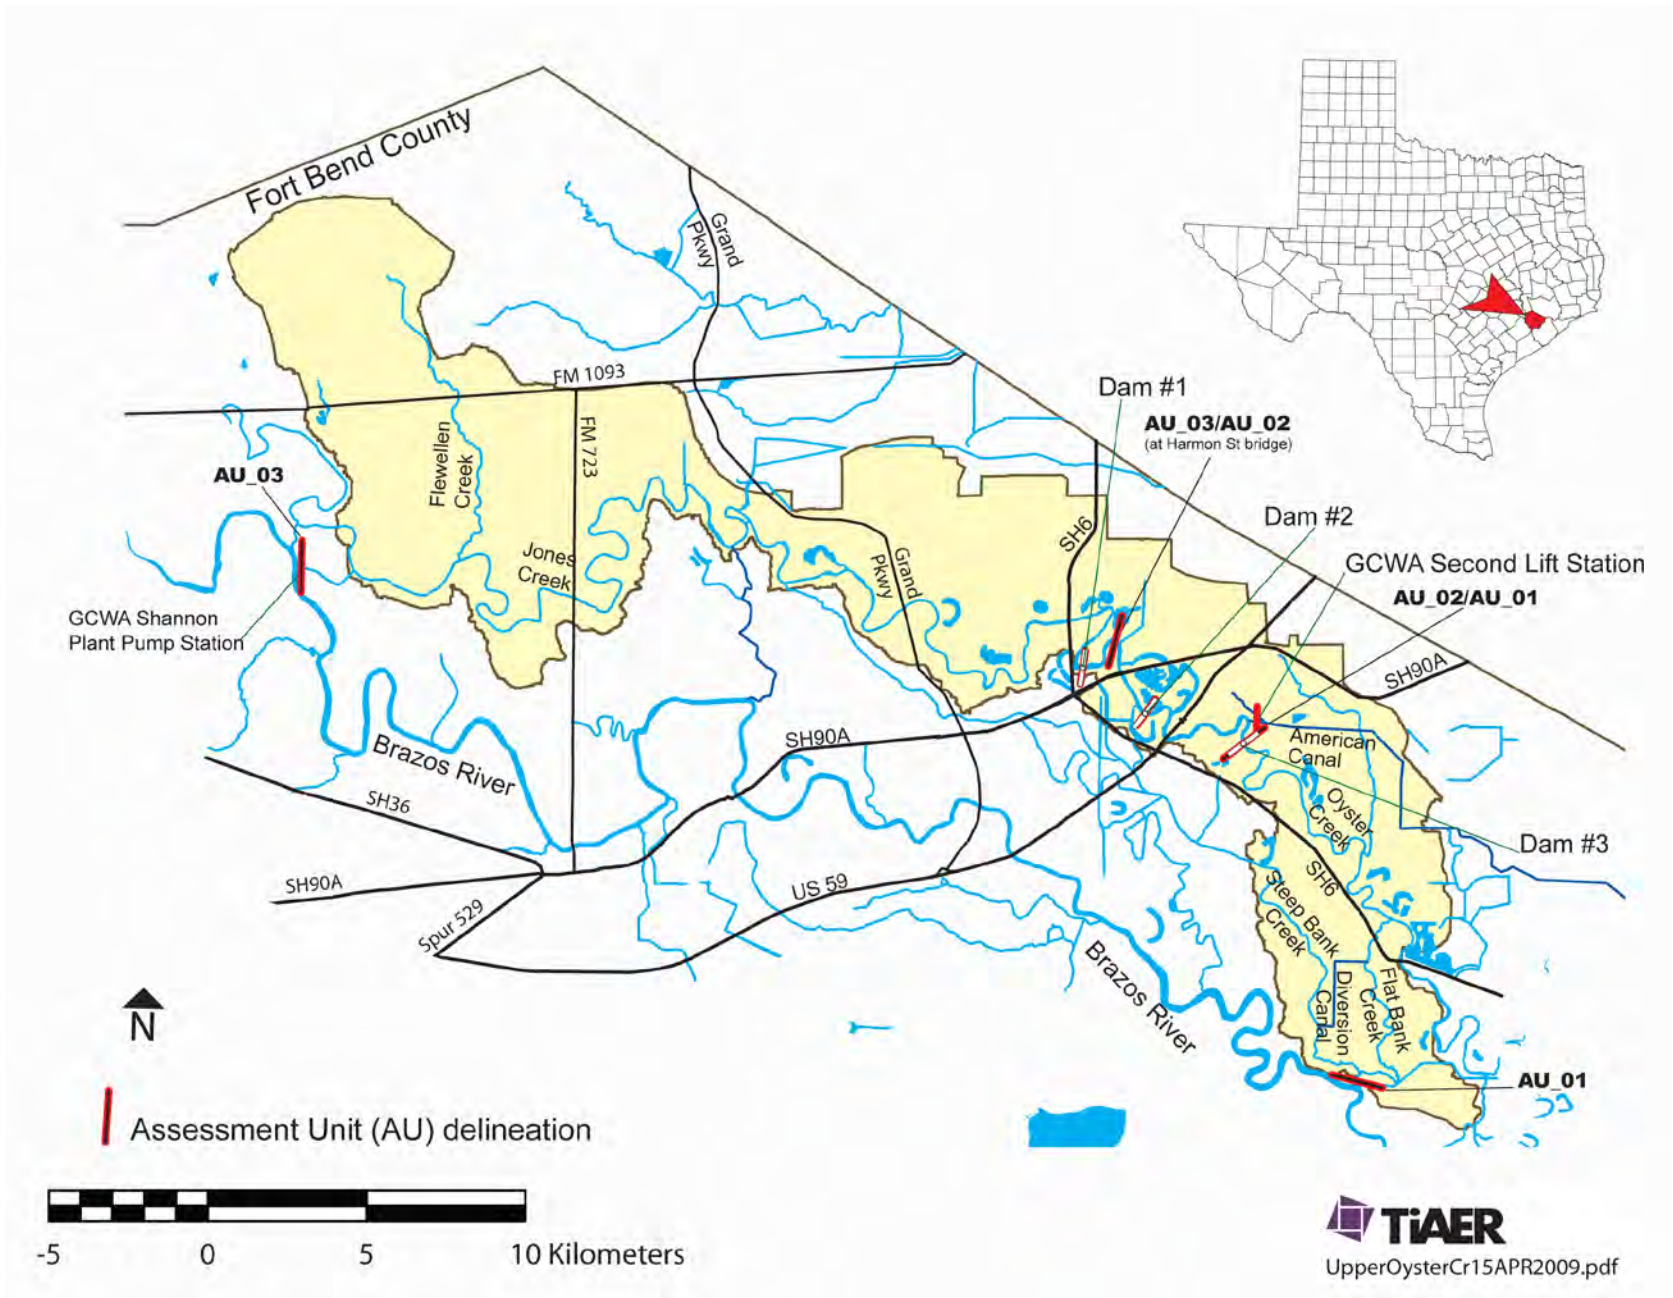 Fort Bend County
Grand
Pkwy
FM 1093
Dam #1
AU_03/AU_02
(at Harmon St bridge)
FM 723
Flewellen
Creek
AU_03
Dam #2
SH6
GCWA Second Lift Station
Jones
Creek
Grand
Pkwy
AU_02/AU_01
GCWA Shannon
Plant Pump Station
SH90A
American
Canal
SH90A
Brazos River
SH36
Oyster
Creek
Dam #3
SH90A
US 59
SH6
Spur 529
Steep Bank
Creek
Brazos River
Flat Bank
Creek
Diversion
Canal
N
AU_01
Assessment Unit (AU) delineation
-5 0 5 10 Kilometers
TIAER
UpperOysterCr15APR2009.pdf